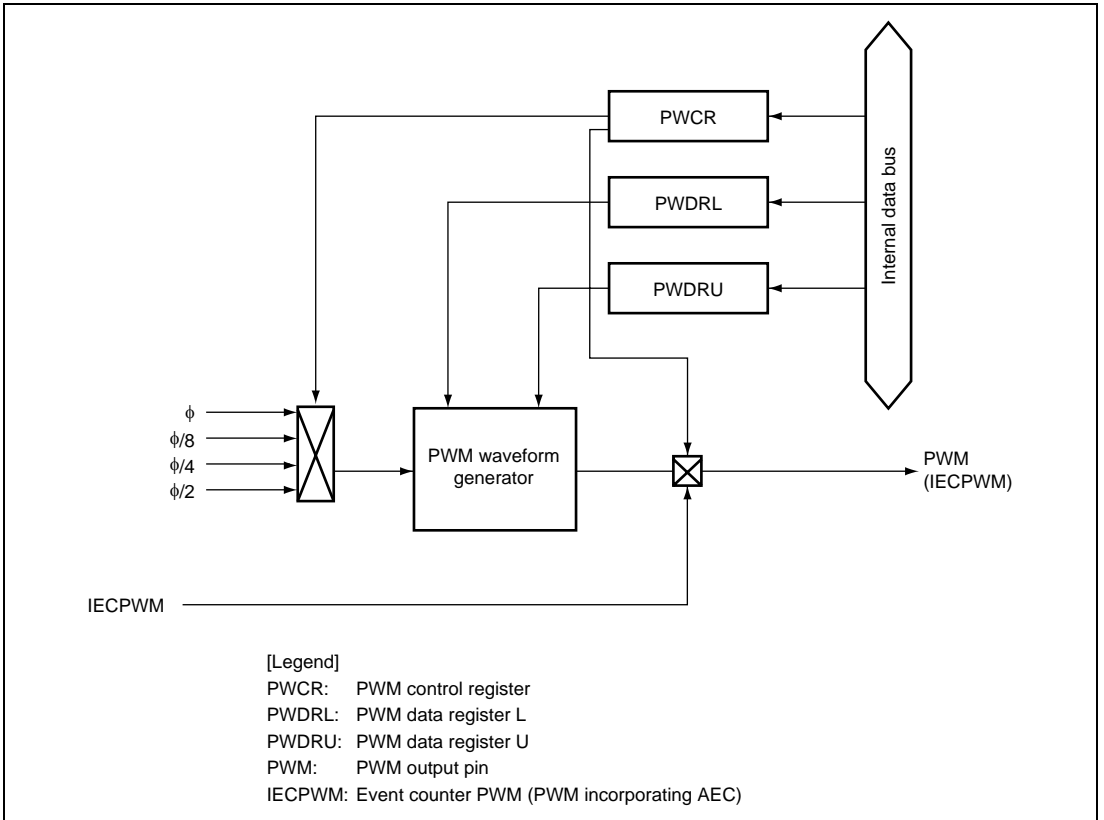 PWCR
PWDRL
PWDRU
Internal data bus
ϕ
ϕ/8
ϕ/4
ϕ/2
PWM waveform
generator
PWM
(IECPWM)
IECPWM
[Legend]
PWCR: PWM control register
PWDRL: PWM data register L
PWDRU: PWM data register U
PWM: PWM output pin
IECPWM: Event counter PWM (PWM incorporating AEC)